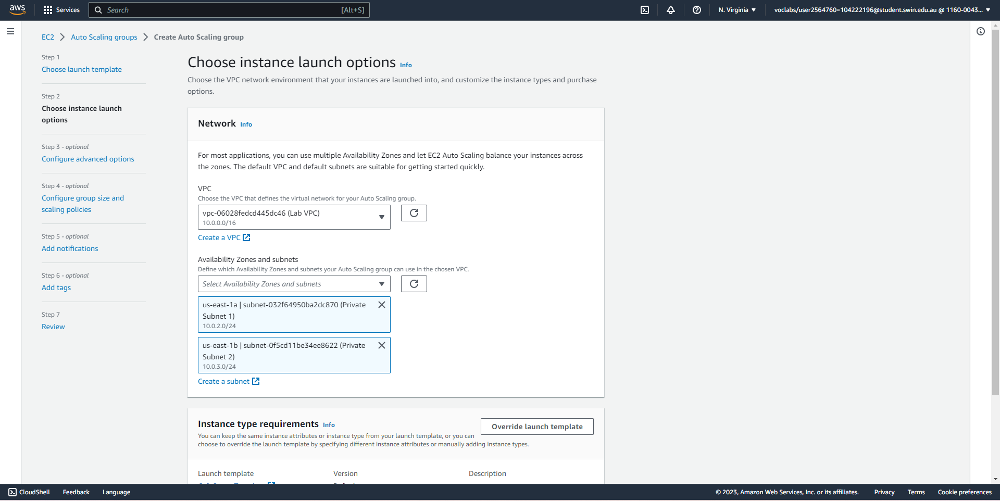 aws
Services
Search
[Alt+S]
N. Virginia
voclabs/user2564760=104222196@student.swin.edu.au @ 1160-0043...
EC2
Auto Scaling groups
Create Auto Scaling group
Step 1
Choose launch template
Step 2
Choose instance launch
options
Step 3 - optional
Configure advanced options
Step 4 - optional
Configure group size and
scaling policies
Step 5 - optional
Add notifications
Step 6 - optional
Add tags
Step 7
Review
Choose instance launch options Info
Choose the VPC network environment that your instances are launched into, and customize the instance types and purchase
options.
Network Info
For most applications, you can use multiple Availability Zones and let EC2 Auto Scaling balance your instances across
the zones. The default VPC and default subnets are suitable for getting started quickly.
VPC
Choose the VPC that defines the virtual network for your Auto Scaling group.
vpc-06028fedcd445dc46 (Lab VPC)
10.0.0.0/16
Create a VPC
Availability Zones and subnets
Define which Availability Zones and subnets your Auto Scaling group can use in the chosen VPC.
Select Availability Zones and subnets
us-east-1a | subnet-032f64950ba2dc870 (Private
Subnet 1)
10.0.2.0/24
us-east-1b | subnet-0f5cd11be34ee8622 (Private
Subnet 2)
10.0.3.0/24
Create a subnet
Instance type requirements Info
Override launch template
You can keep the same instance attributes or instance type from your launch template, or you can
choose to override the launch template by specifying different instance attributes or manually adding instance types.
Launch template
Version
Description
CloudShell
Feedback
Language
© 2023, Amazon Web Services, Inc. or its affiliates.
Privacy
Terms
Cookie preferences